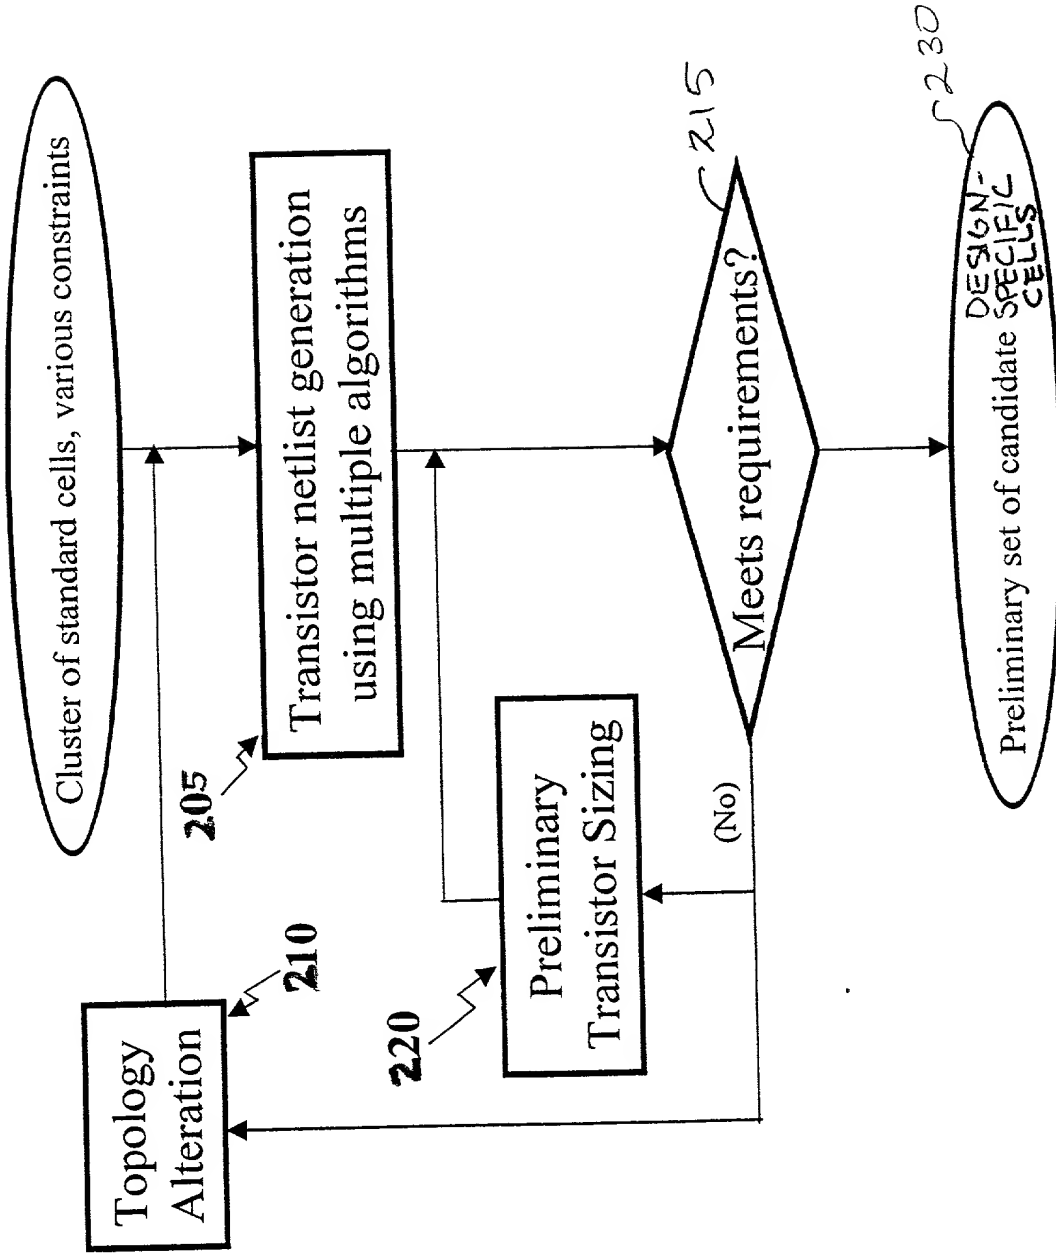 Cluster of standard cells, various constraints
Topology
Alteration
210
205
Transistor netlist generation
using multiple algorithms
220
Preliminary
Transistor Sizing
(No)
Meets requirements?
215
Preliminary set of candidate DESIGN-
SPECIFIC
CELLS
230